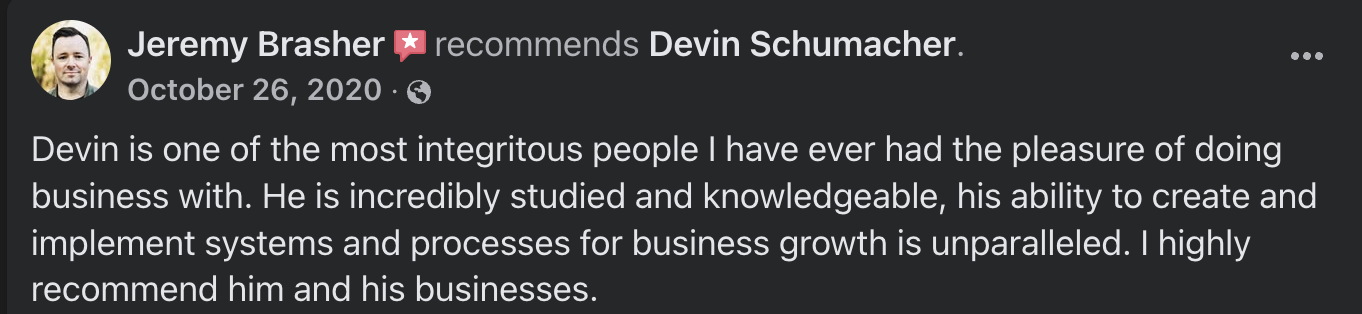 Jeremy Brasher recommends Devin Schumacher.
October 26, 2020 ·
Devin is one of the most integritous people I have ever had the pleasure of doing
business with. He is incredibly studied and knowledgeable, his ability to create and
implement systems and processes for business growth is unparalleled. I highly
recommend him and his businesses.